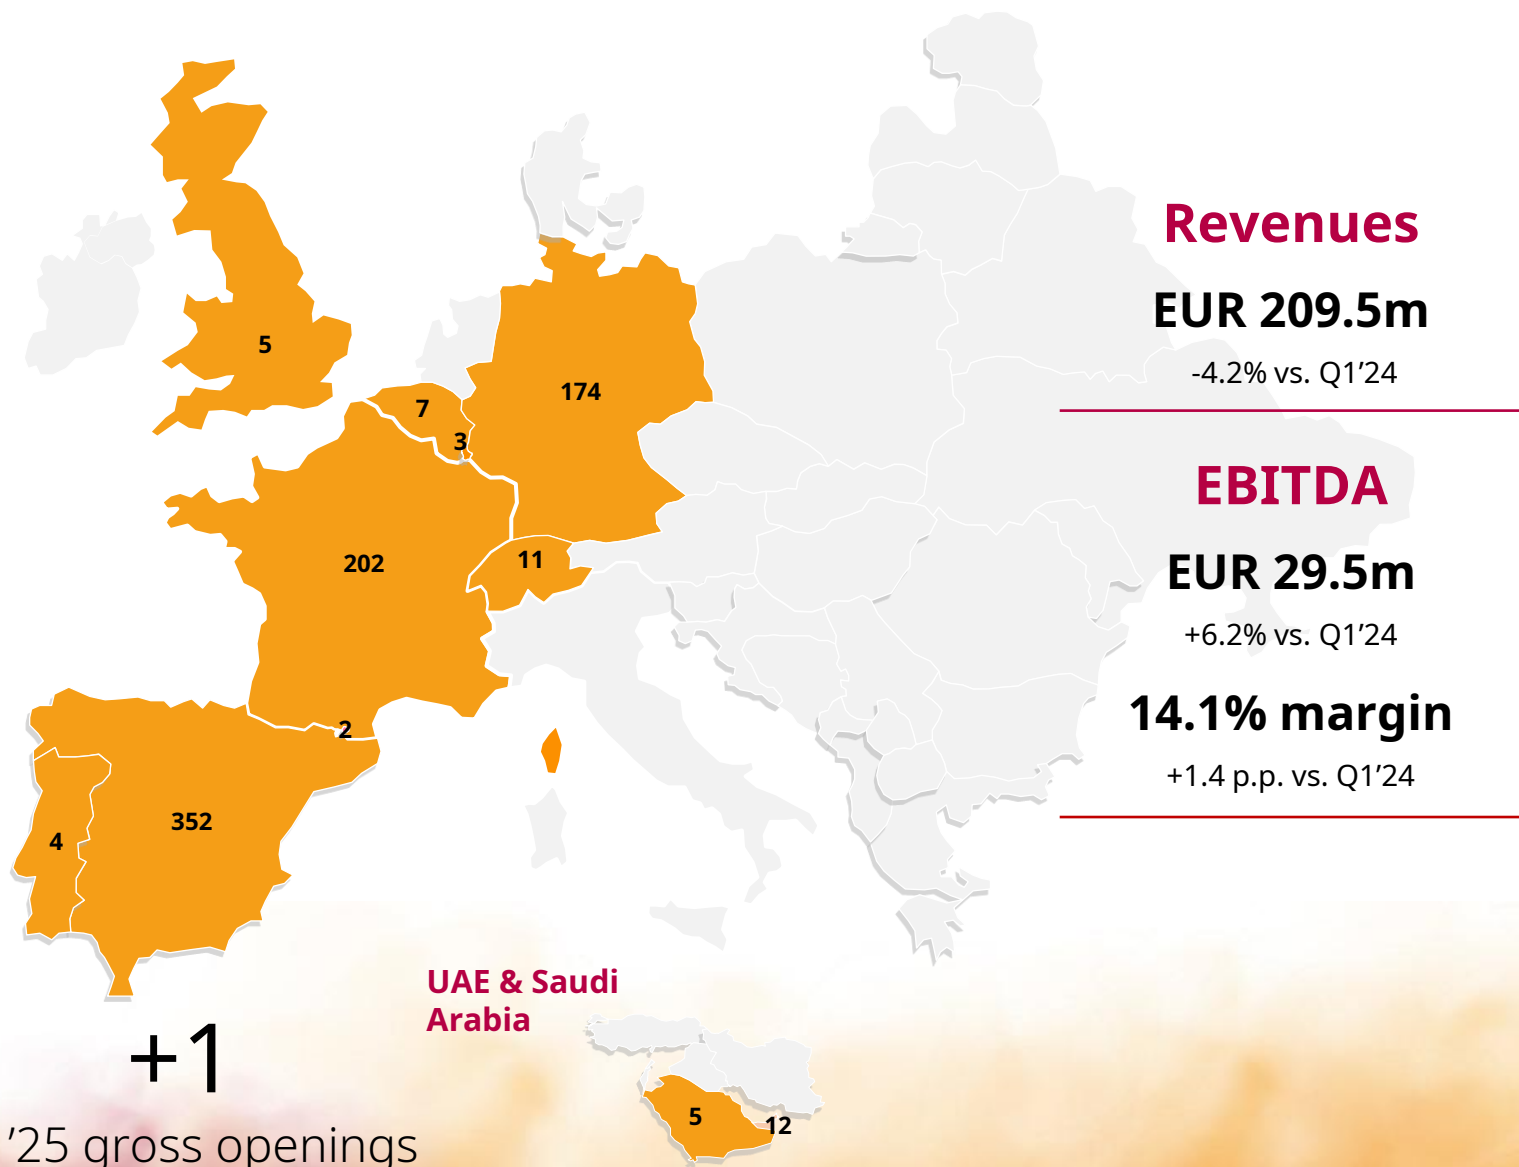 5
174
7
3
202
11
2
352
4
Revenues
EUR 209.5m
-4.2% vs. Q1’24
EBITDA
EUR 29.5m
+6.2% vs. Q1’24
14.1% margin
+1.4 p.p. vs. Q1’24
UAE & Saudi
Arabia
5
12
+1
’25 gross openings